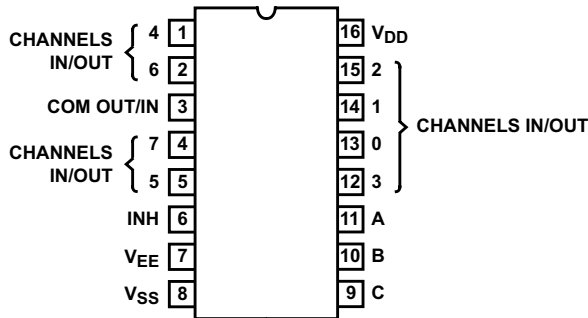 CHANNELS IN/OUT
4 1
6 2
COM OUT/IN 3
CHANNELS IN/OUT
7 4
5 5
INH 6
VEE 7
VSS 8
16 VDD
15 2
14 1
13 0
12 3
CHANNELS IN/OUT
11 A
10 B
9 C